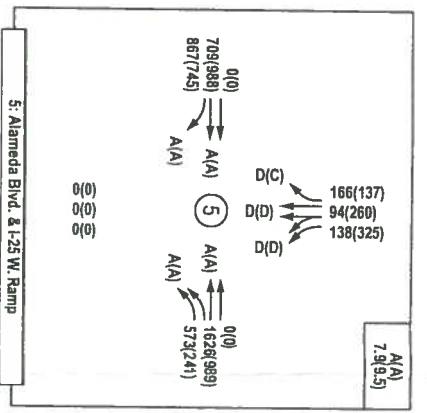 A(A)
7.9(9.5)
0(0)
709(988)
867(745)
A(A)
A(A)
166(137)
94(260)
138(325)
D(C)
D(D)
D(D)
5
A(A)
A(A)
0(0)
1626(989)
573(241)
0(0)
0(0)
0(0)
5: Alameda Blvd. & I-25 W. Ramp